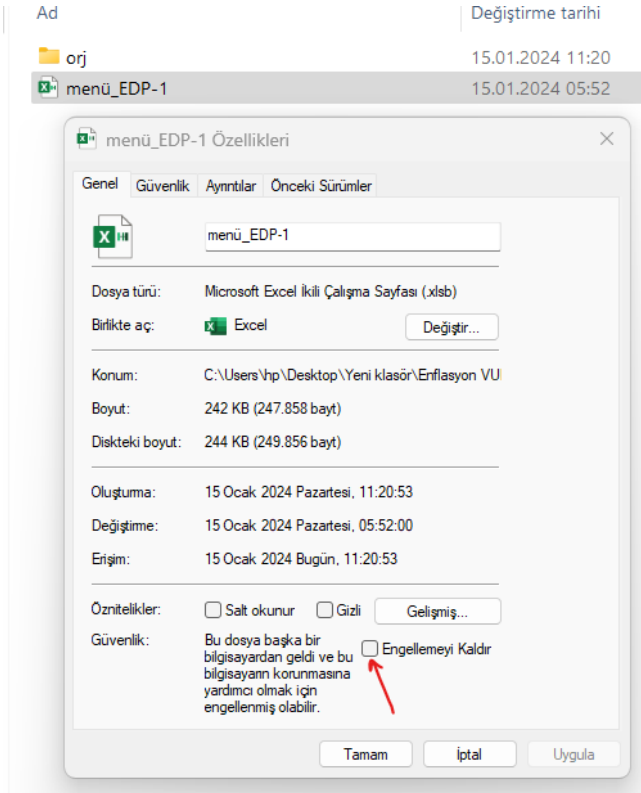 Ad Değiştirme tarihi
orj 15.01.2024 11:20
menü_EDP-1 15.01.2024 05:52
menü_EDP-1 Özellikleri
Genel Güvenlik Ayrıntılar Önceki Sürümler
menü_EDP-1
Dosya türü: Microsoft Excel İkili Çalışma Sayfası (.xlsb)
Birlikte aç: Excel Değiştir...
Konum: C:\Users\hp\Desktop\Yeni klasör\Enflasyon VU
Boyut: 242 KB (247.858 bayt)
Diskteki boyut: 244 KB (249.856 bayt)
Oluşturma: 15 Ocak 2024 Pazartesi, 11:20:53
Değiştirme: 15 Ocak 2024 Pazartesi, 05:52:00
Erişim: 15 Ocak 2024 Bugün, 11:20:53
Öznitelikler: Salt okunur Gizli Gelişmiş...
Güvenlik: Bu dosya başka bir
bilgisayardan geldi ve bu Engellemeyi Kaldır
bilgisayarın korunmasına
yardımcı olmak için
engellenmiş olabilir.
Tamam İptal Uygula